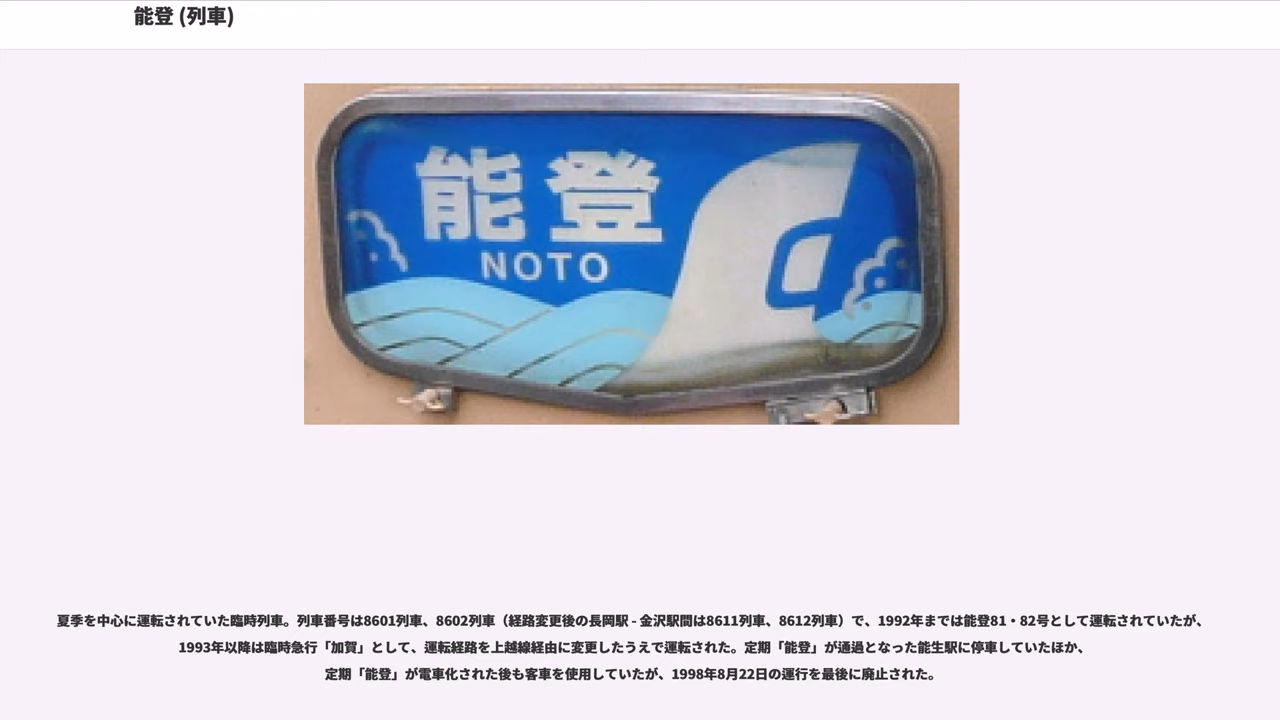 能登 (列車)
能登
NOTO
夏季を中心に運転されていた臨時列車。列車番号は8601列車、8602列車（経路変更後の長岡駅 - 金沢駅間は8611列車、8612列車）で、1992年までは能登81・82号として運転されていたが、
1993年以降は臨時急行「加賀」として、運転経路を上越線経由に変更したうえで運転された。定期「能登」が通過となった能生駅に停車していたほか、
定期「能登」が電車化された後も客車を使用していたが、1998年8月22日の運行を最後に廃止された。